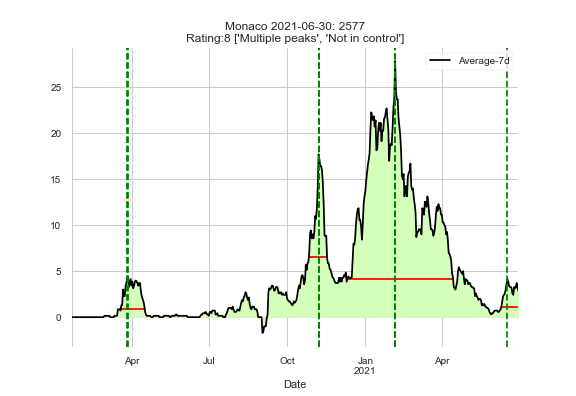 Monaco 2021-06-30: 2577
Rating:8 ['Multiple peaks', 'Not in control']
Average-7d
25
20
15
10
5
0
Apr Jul Oct Jan Apr
2021
Date